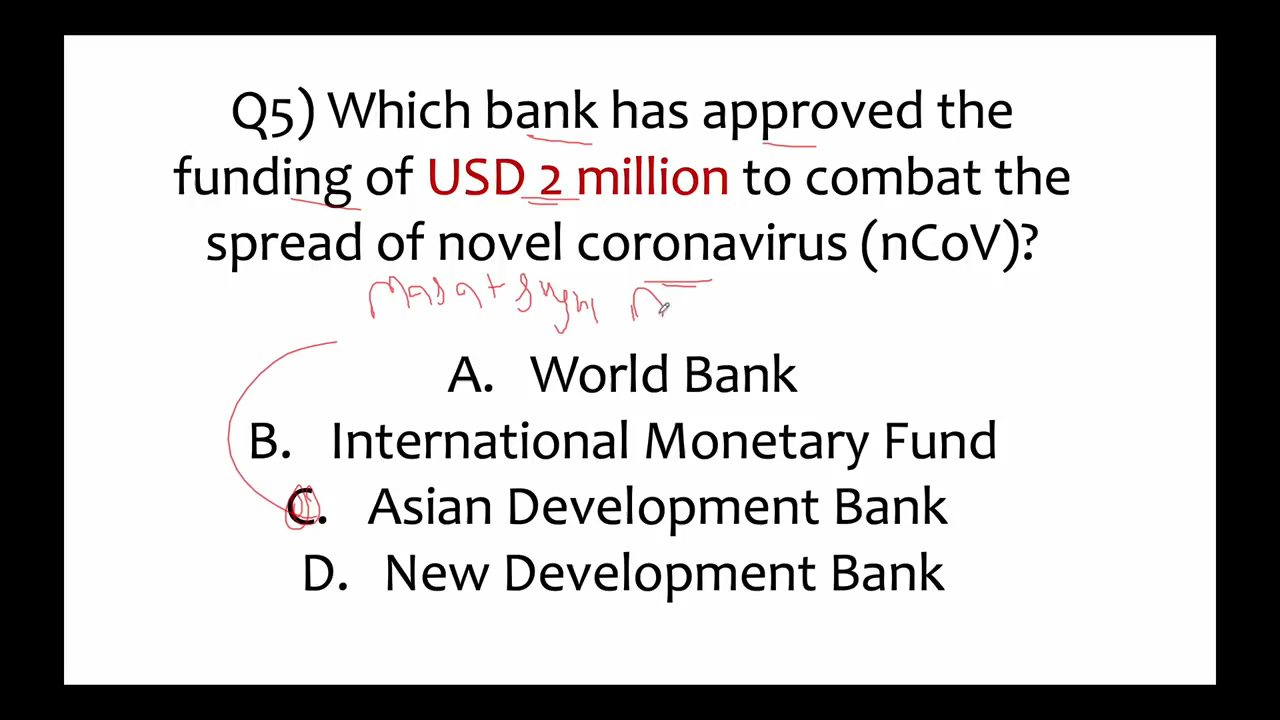 Q5) Which bank has approved the
funding of USD 2 million to combat the
spread of novel coronavirus (nCoV)?
A. World Bank
B. International Monetary Fund
C. Asian Development Bank
D. New Development Bank